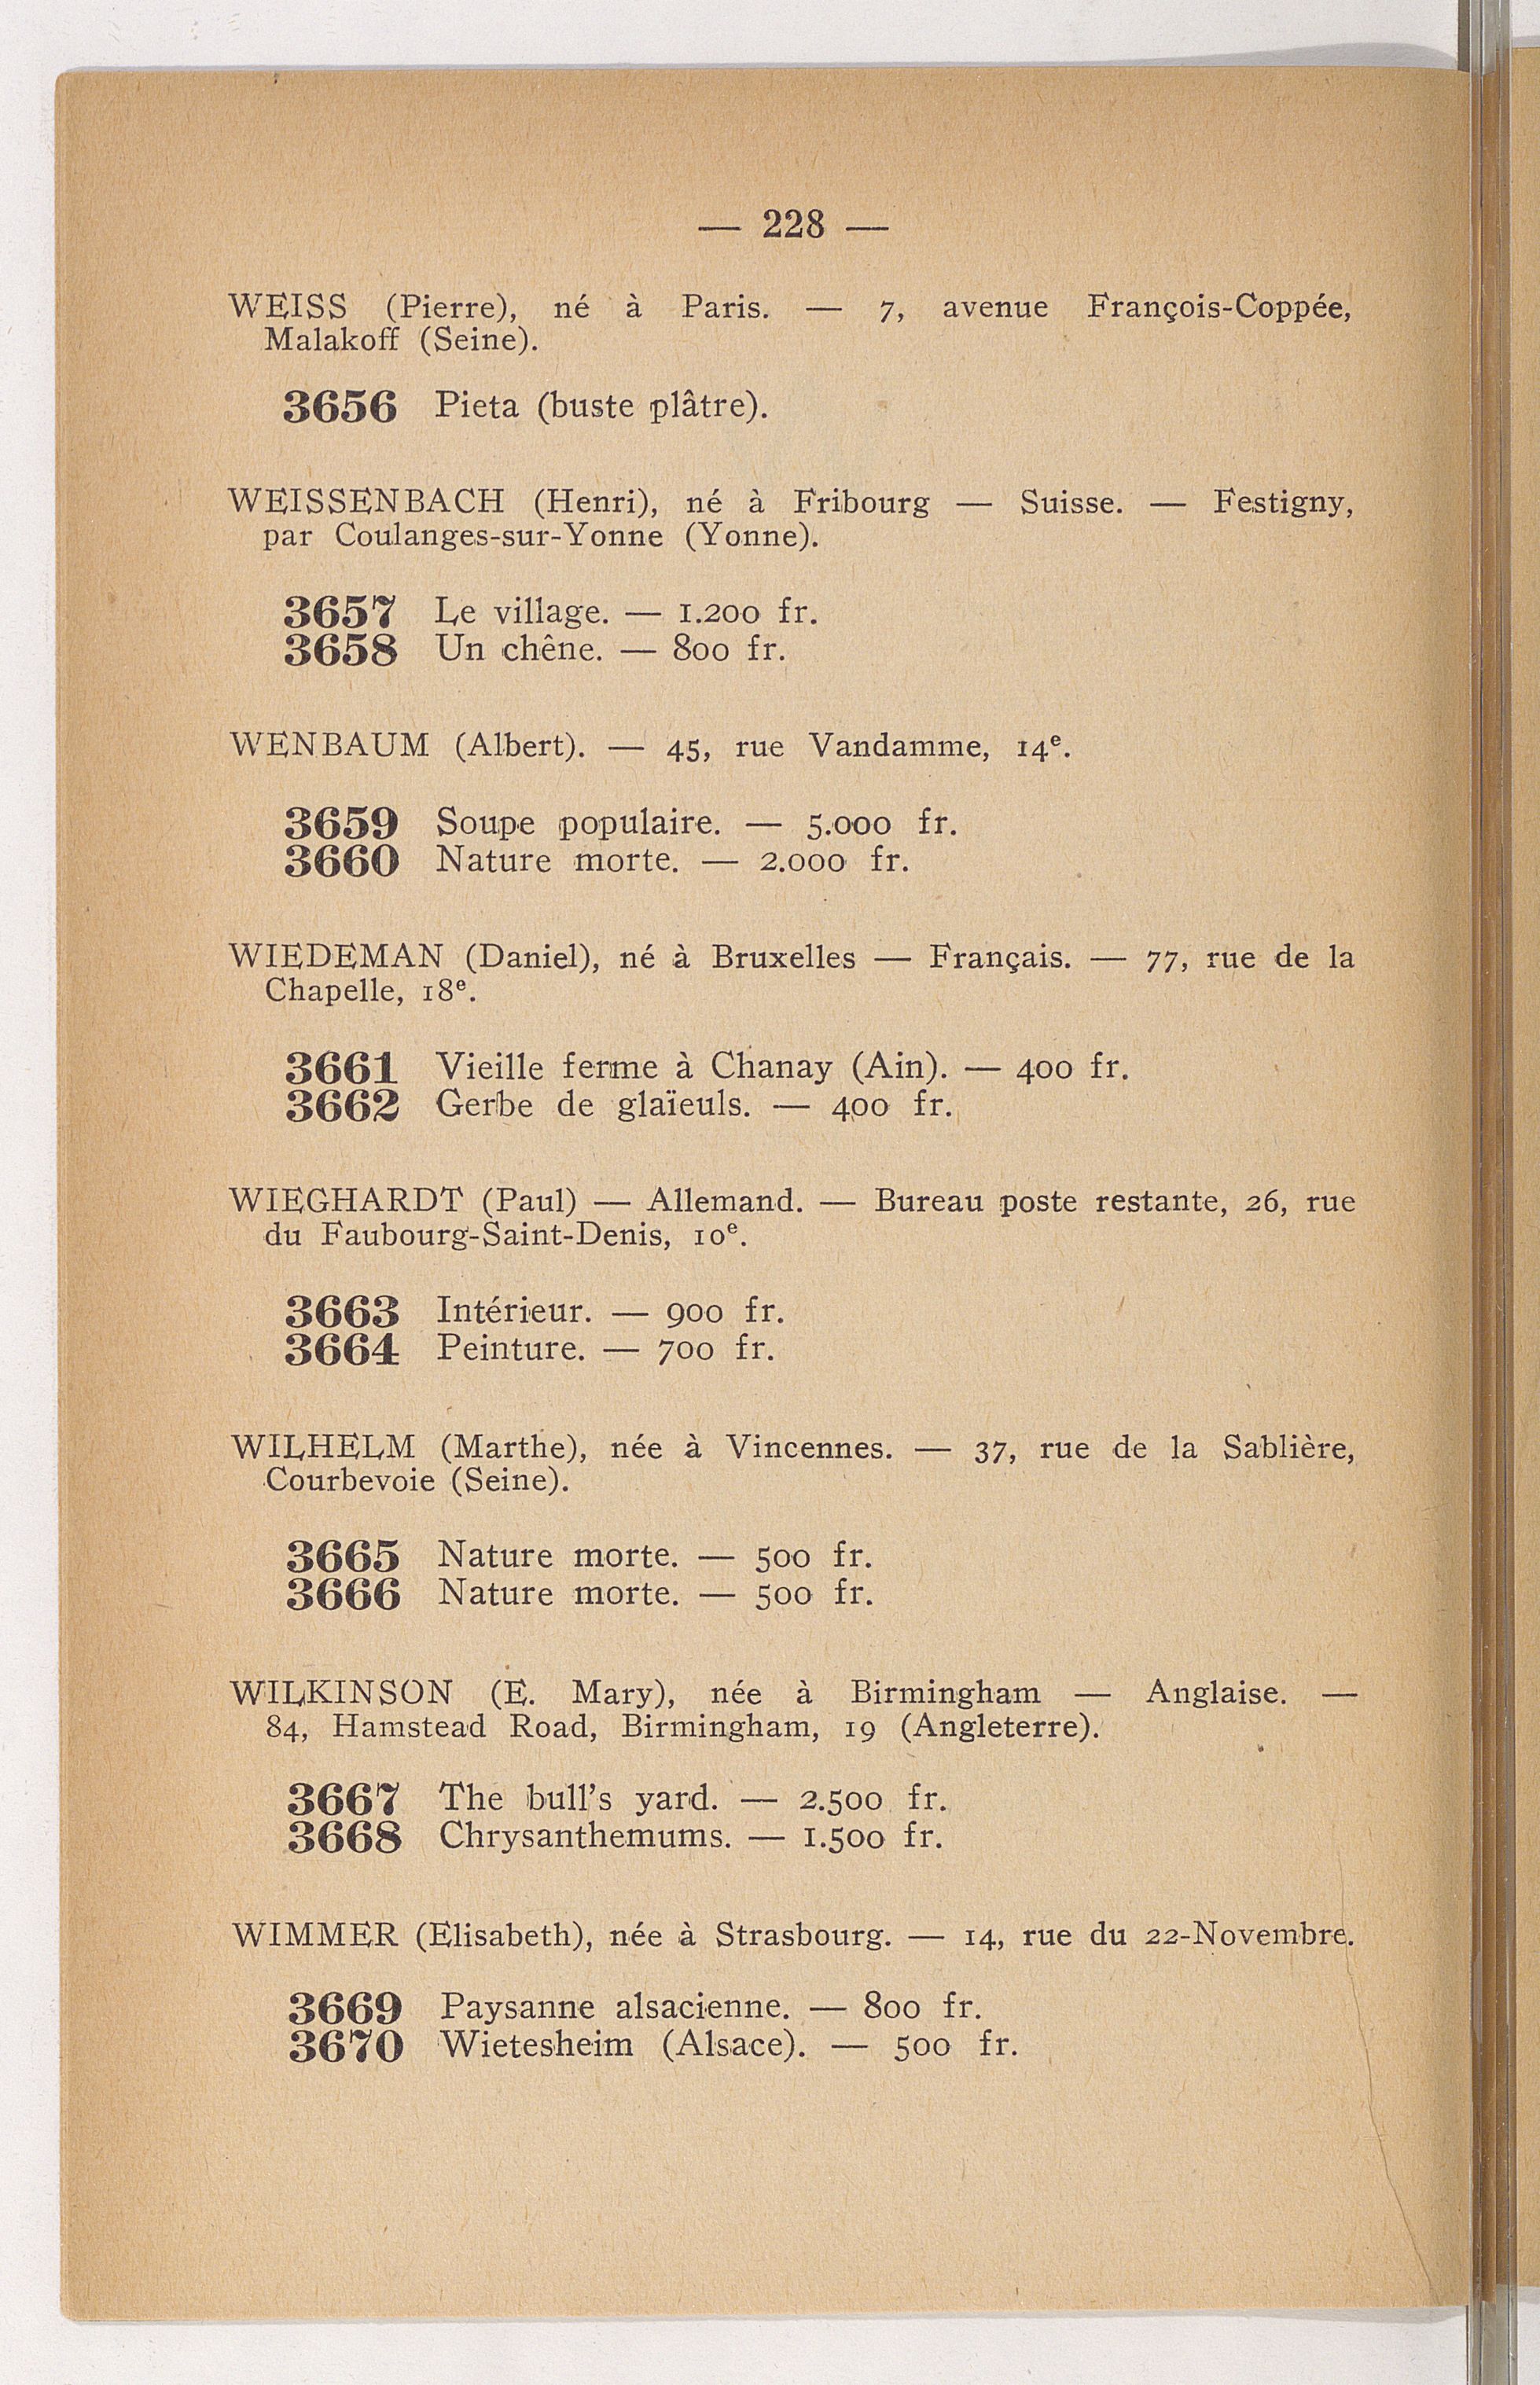 — 228 —
WEISS (Pierre), né à Paris. — 7, avenue François-Coppée,
Malakoff (Seine).
3656 Pieta (buste plâtre).
WEISSENBACH (Henri), né à Fribourg — Suisse. — Festigny,
par Coulanges-sur-Yonne (Yonne).
3657 Le village. — 1.200 fr.
3658 Un chêne. — 800 fr.
WENBAUM (Albert). — 45, rue Vandamme, 14e.
3659 Soupe populaire. — 5.000 fr.
3660 Nature morte. — 2.000 fr.
WIEDEMAN (Daniel), né à Bruxelles — Français. — 77, rue de la
Chapelle, 18e.
3661 Vieille ferme à Chanay (Ain). — 400 fr.
3662 Gerbe de glaïeuls. — 400 fr.
WIEGHARDT (Paul) — Allemand. — Bureau poste restante, 26, rue
du Faubourg-Saint-Denis, 10e.
3663 Intérieur. — 900 fr.
3664 Peinture. — 700 fr.
WILHELM (Marthe), née à Vincennes. — 37, rue de la Sablière,
Courbevoie (Seine).
3665 Nature morte. — 500 fr.
3666 Nature morte. — 500 fr.
WILKINSON (E. Mary), née à Birmingham — Anglaise. —
84, Hamstead Road, Birmingham, 19 (Angleterre).
3667 The bull's yard. — 2.500 fr.
3668 Chrysanthemums. — 1.500 fr.
WIMMER (Elisabeth), née à Strasbourg. — 14, rue du 22-Novembre.
3669 Paysanne alsacienne. — 800 fr.
3670 Wietesheim (Alsace). — 500 fr.